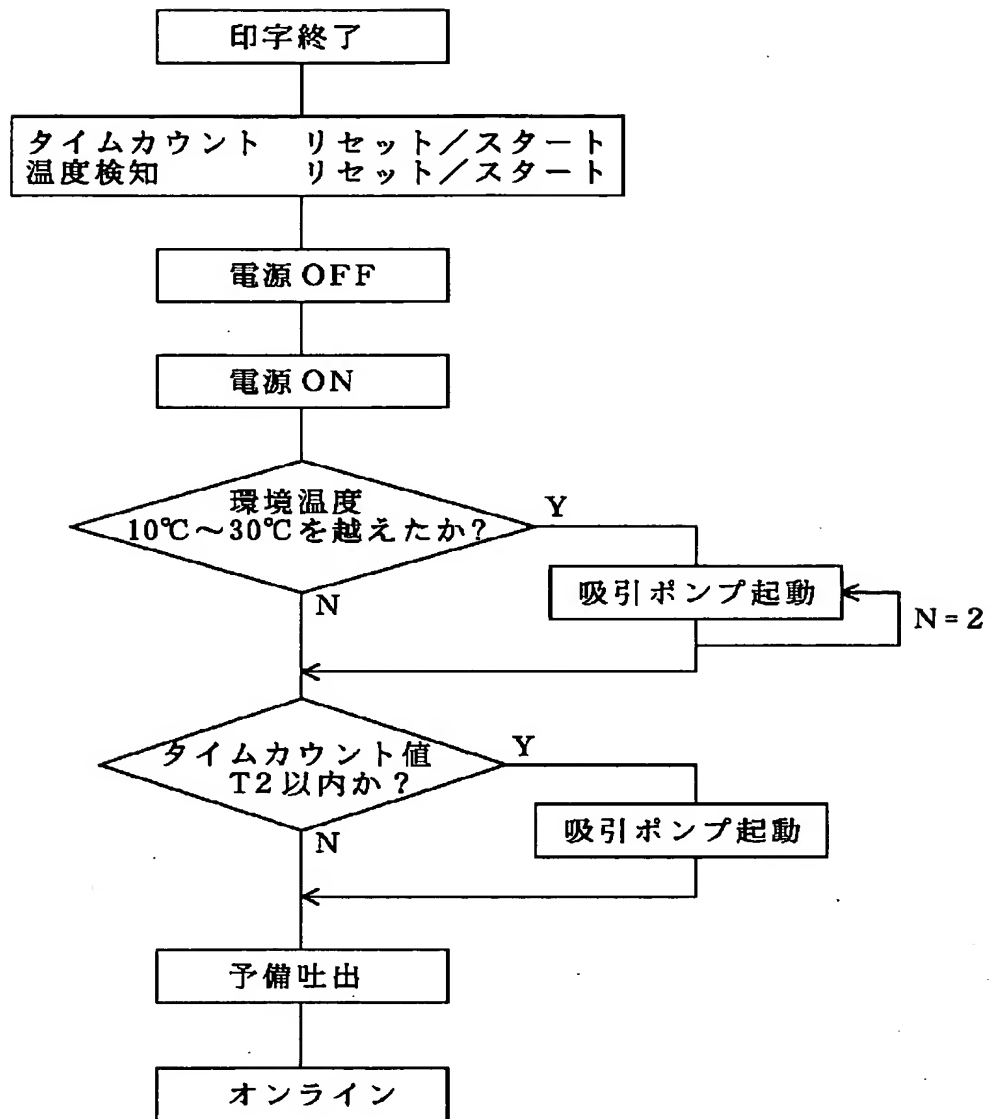 印字終了
タイムカウント リセット／スタート
温度検知 リセット／スタート
電源OFF
電源ON
環境温度
10℃～30℃を越えたか？
Y
N
吸引ポンプ起動
N=2
タイムカウント値
T2以内か？
Y
N
吸引ポンプ起動
予備吐出
オンライン